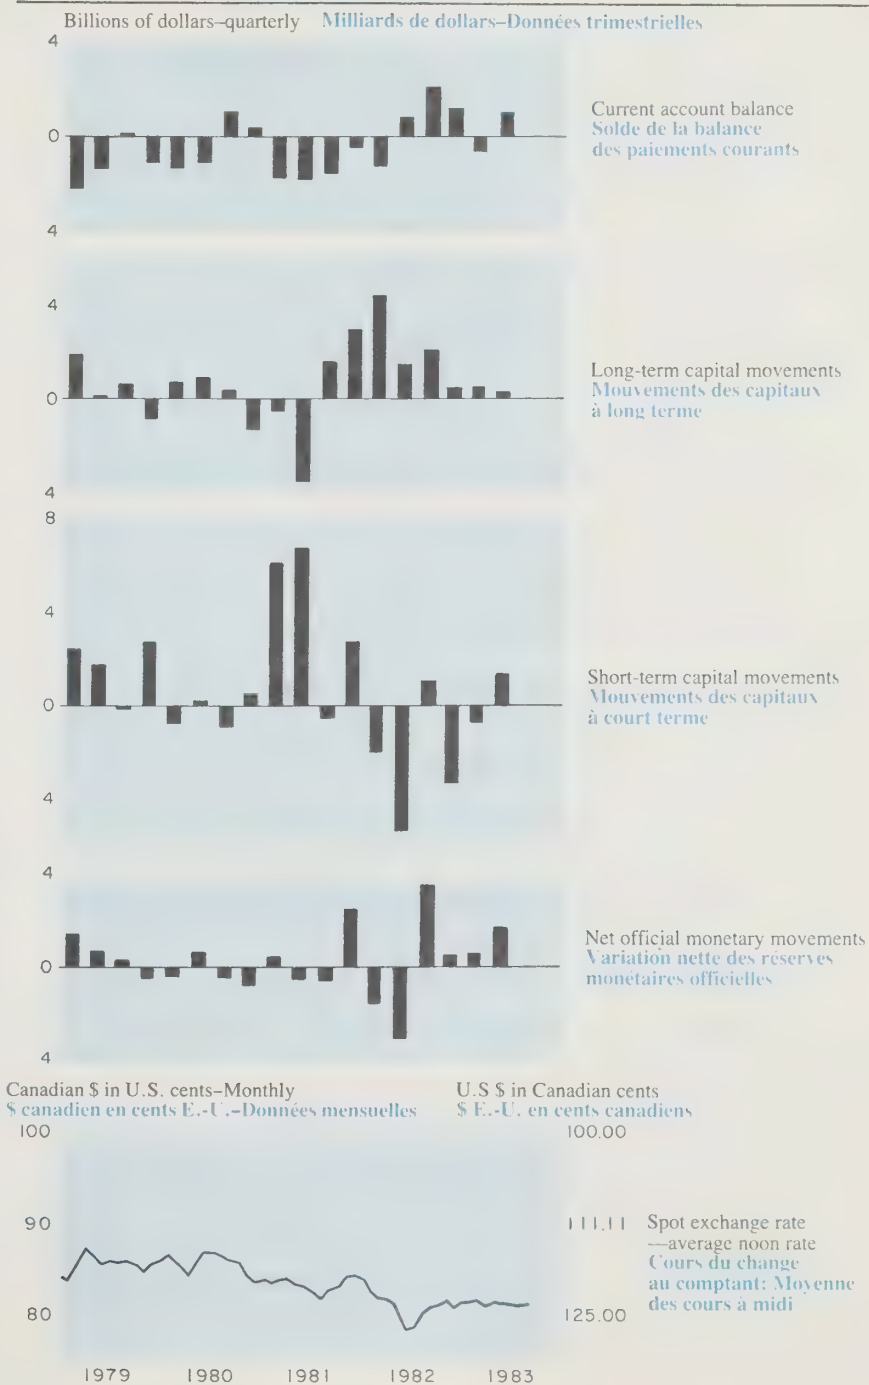 Billions of dollars–quarterly Milliards de dollars–Données trimestrielles
4
0
4
Current account balance
Solde de la balance
des paiements courants
4
0
4
Long-term capital movements
Mouvements des capitaux
à long terme
8
4
0
4
Short-term capital movements
Mouvements des capitaux
à court terme
4
0
4
Net official monetary movements
Variation nette des réserves
monétaires officielles
Canadian $ in U.S. cents–Monthly
$ canadien en cents E.-U.–Données mensuelles
U.S $ in Canadian cents
$ E.-U. en cents canadiens
100 100.00
90 111.11
80 125.00
Spot exchange rate
—average noon rate
Cours du change
au comptant: Moyenne
des cours à midi
1979 1980 1981 1982 1983